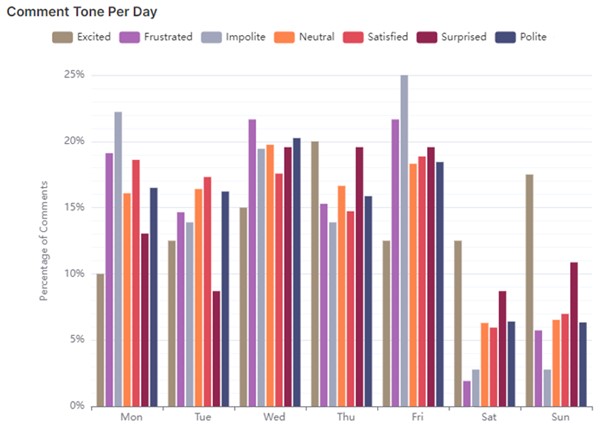 Comment Tone Per Day
Excited Frustrated Impolite Neutral Satisfied Surprised Polite
25%
20%
15%
10%
5%
0%
Percentage of Comments
Mon Tue Wed Thu Fri Sat Sun